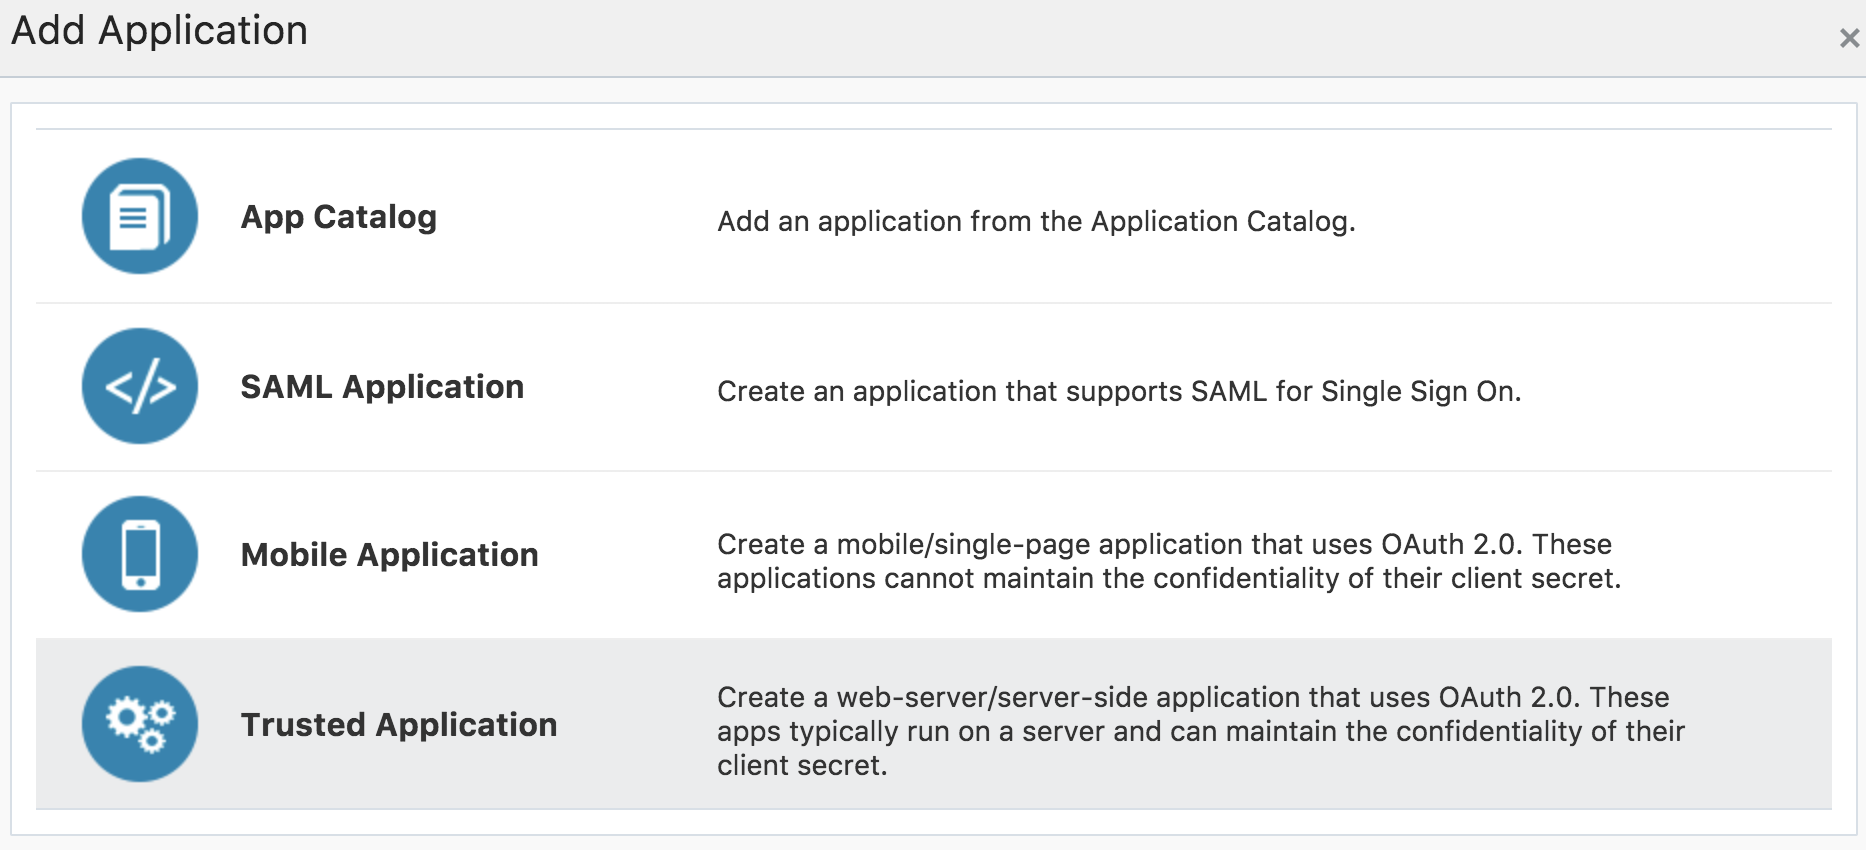 Add Application
×
App Catalog
Add an application from the Application Catalog.
SAML Application
Create an application that supports SAML for Single Sign On.
Mobile Application
Create a mobile/single-page application that uses OAuth 2.0. These
applications cannot maintain the confidentiality of their client secret.
Trusted Application
Create a web-server/server-side application that uses OAuth 2.0. These
apps typically run on a server and can maintain the confidentiality of their
client secret.